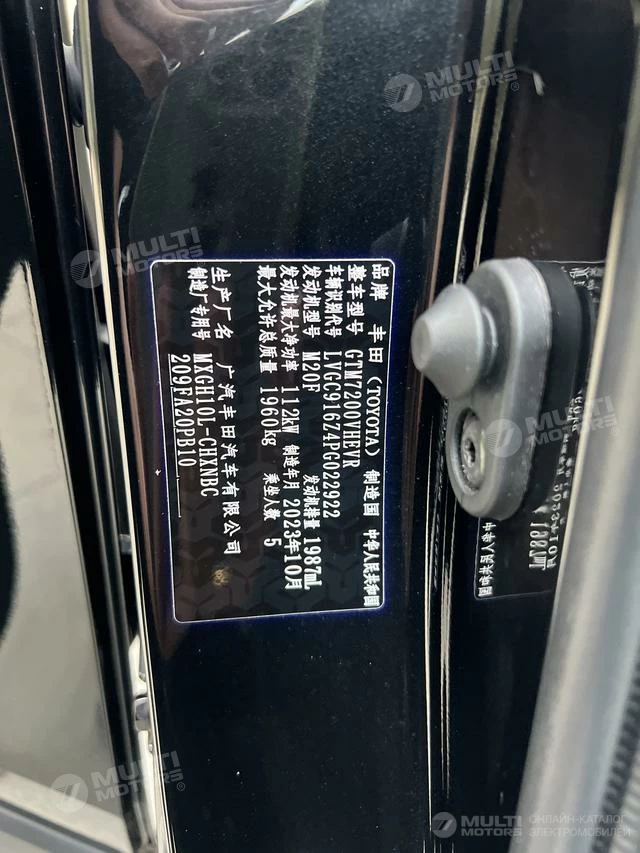 品牌 丰田 (TOYOTA) 制造国 中华人民共和国
整车型号 GTM7200VHEVR
车辆识别代号 LVGC916Z4PG022922
发动机型号 M20F 发动机排量 1987mL
发动机最大净功率 112kW 制造年月 2023年10月
最大允许总质量 1960kg 乘坐人数 5
生产厂名 广汽丰田汽车有限公司
制造厂专用号 MXGH10L-CHXNBC
209FA20PB10
MULTI MOTORS®
MULTI MOTORS®
MULTI MOTORS®
MULTI MOTORS
ОНЛАЙН-КАТАЛОГ
ЭЛЕКТРОМОБИЛЕЙ